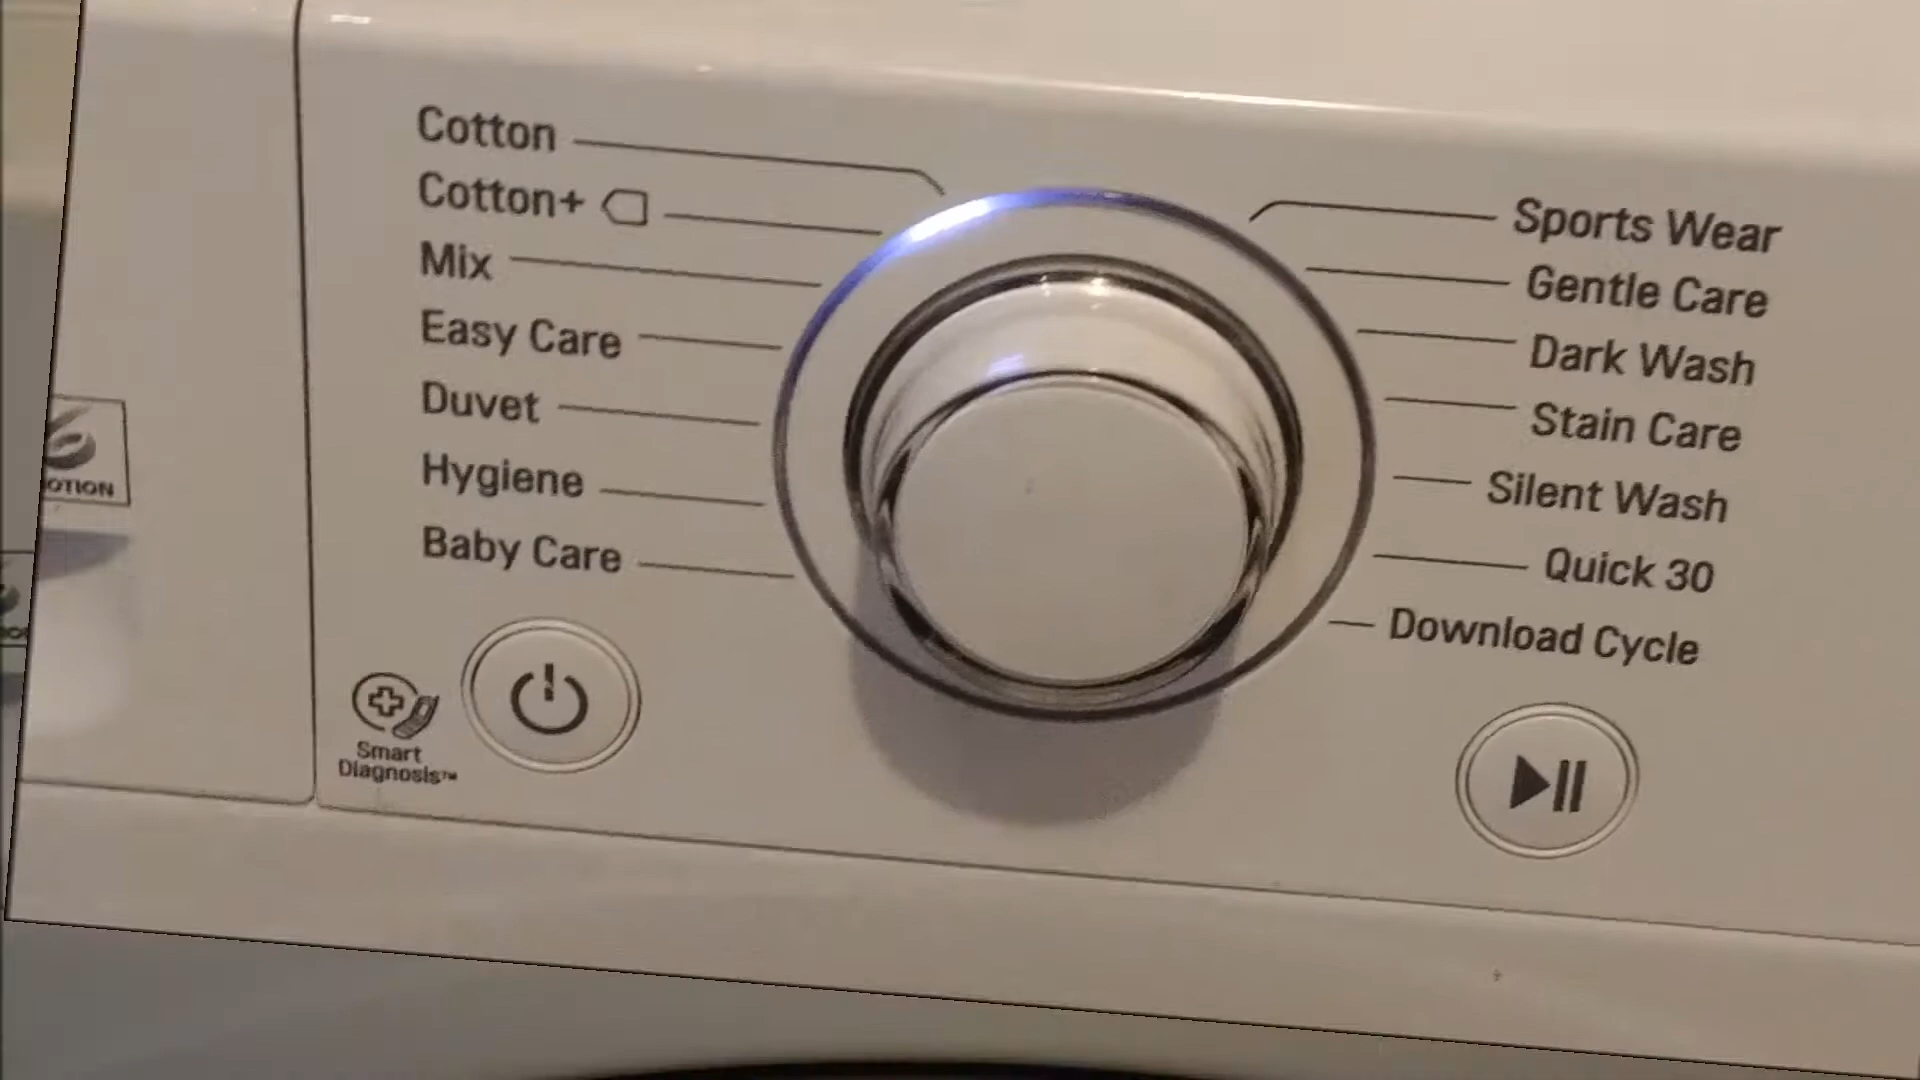 Cotton
Cotton+
Mix
Easy Care
Duvet
Hygiene
Baby Care
Smart
Diagnosis™
Sports Wear
Gentle Care
Dark Wash
Stain Care
Silent Wash
Quick 30
Download Cycle
OTION